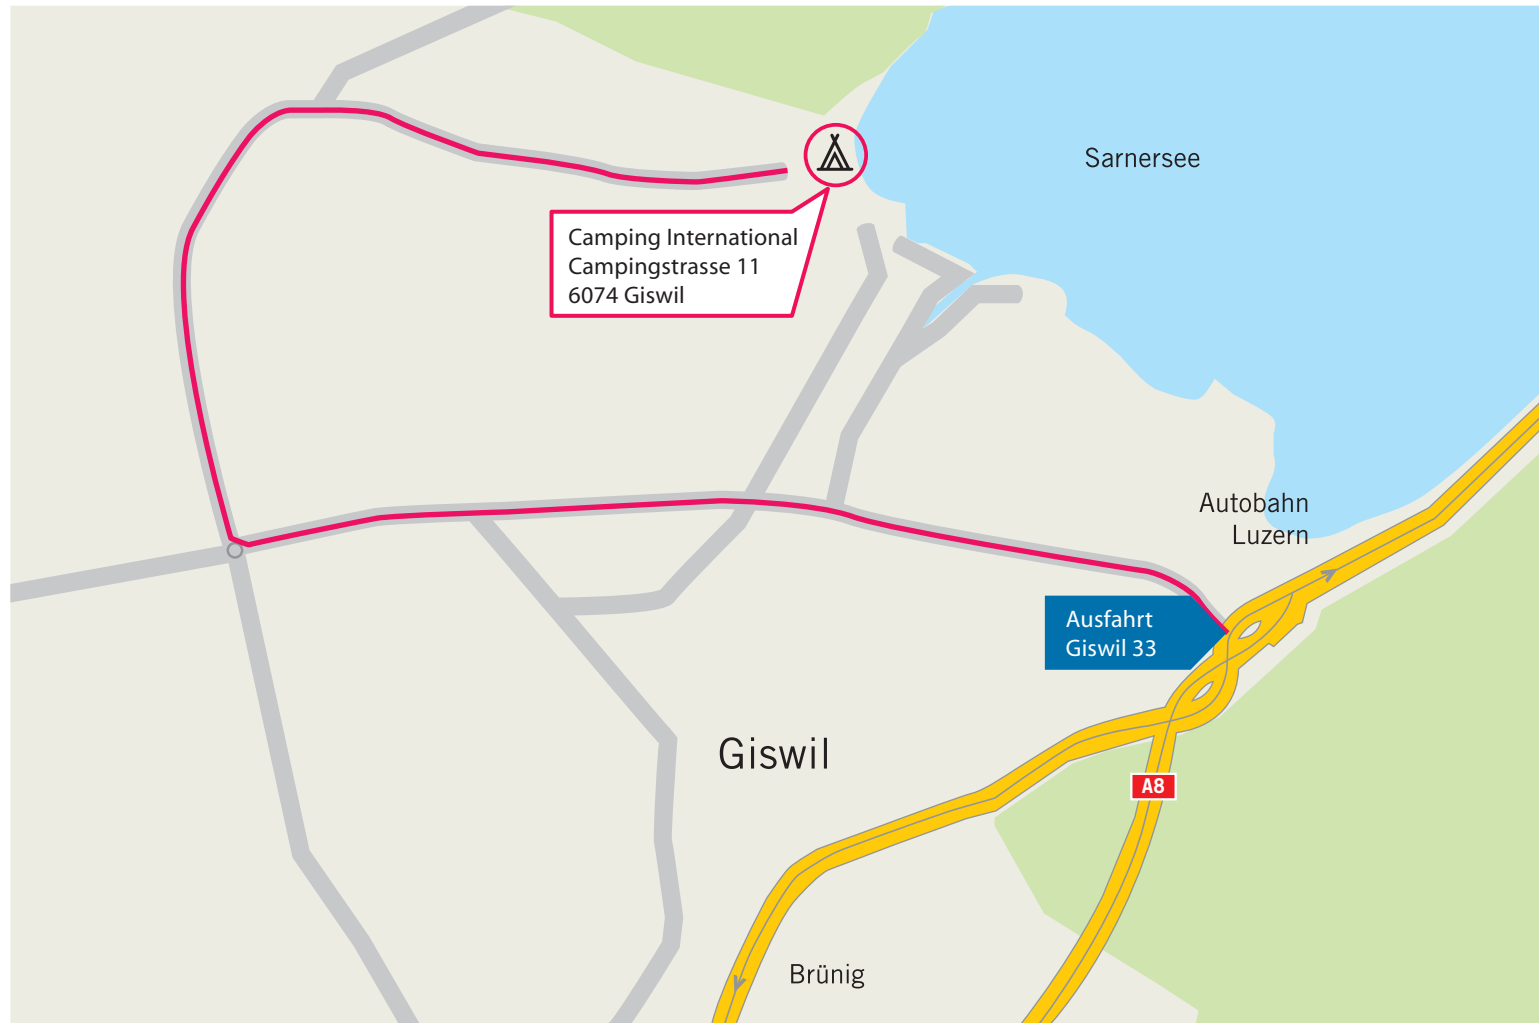 Sarnersee
Camping International
Campingstrasse 11
6074 Giswil
Autobahn
Luzern
Ausfahrt
Giswil 33
Giswil
A8
Brünig